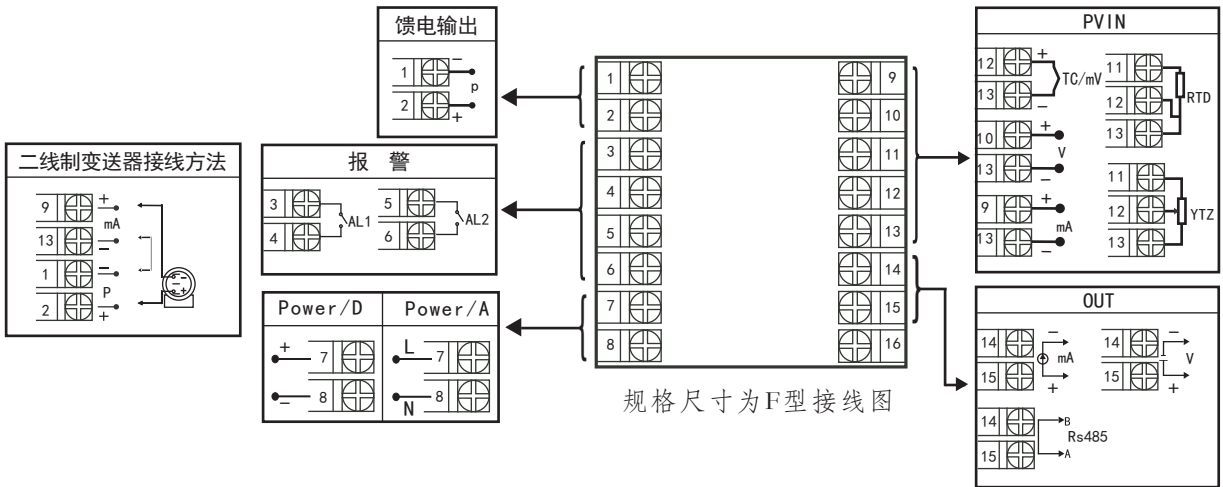 馈电输出
1 −
p
2 +
二线制变送器接线方法
9 +
mA
13 −
1 −
P
2 +
报 警
3 5
AL1 AL2
4 6
Power/D Power/A
+ 7 L 7
− 8 N 8
1 9
2 10
3 11
4 12
5 13
6 14
7 15
8 16
规格尺寸为F型接线图
PVIN
12 +
TC/mV
13 −
10 +
V
13 −
9 +
mA
13 −
11
12 RTD
13
11
12 YTZ
13
OUT
14 −
mA
15 +
14 −
V
15 +
14 B
Rs485
15 A